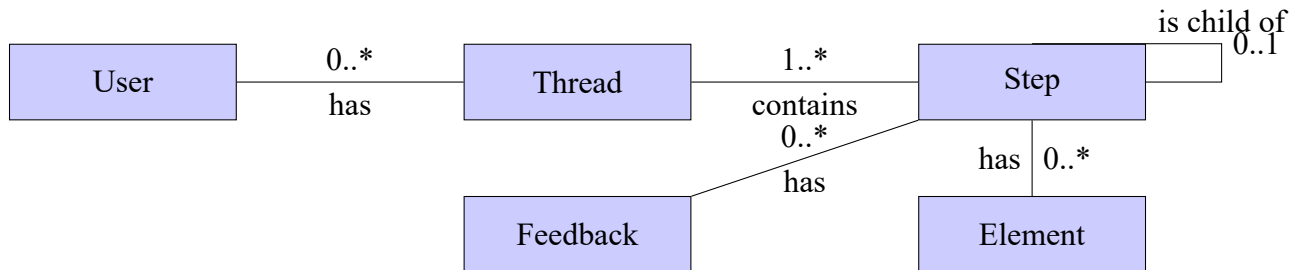 is child of
0..1
User
0..*
has
Thread
1..*
contains
Step
0..*
has
has
0..*
Feedback
Element